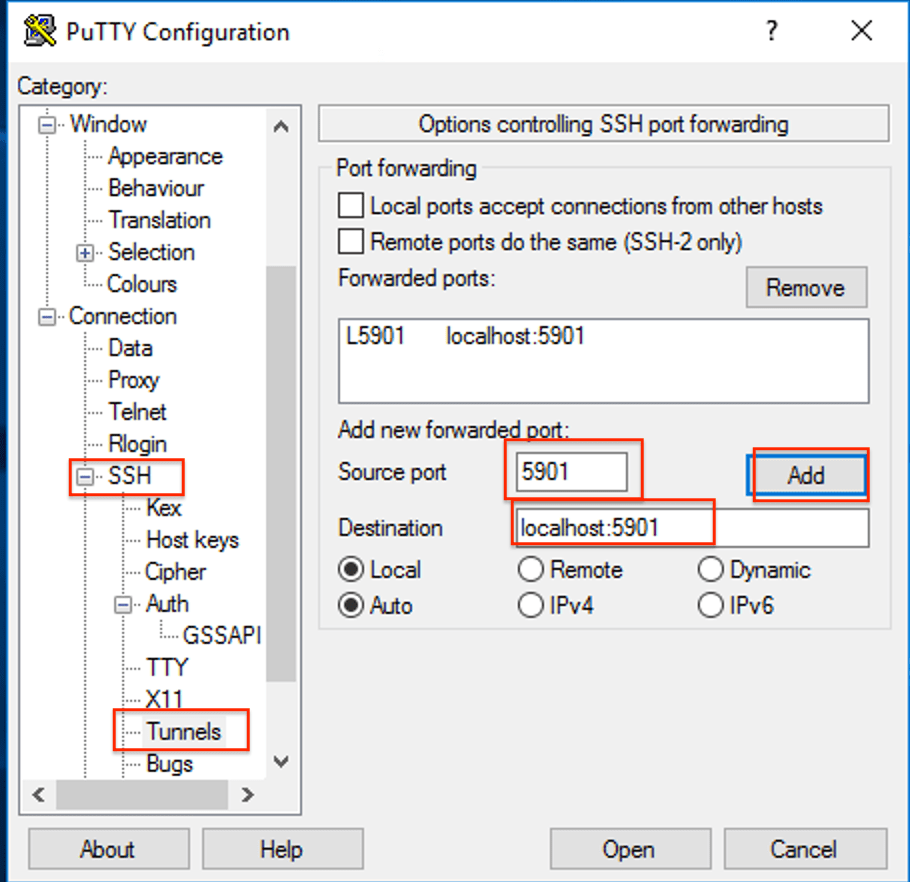 PuTTY Configuration
?
Category:
Window
Appearance
Behaviour
Translation
Selection
Colours
Connection
Data
Proxy
Telnet
Rlogin
SSH
Kex
Host keys
Cipher
Auth
GSSAPI
TTY
X11
Tunnels
Bugs
Options controlling SSH port forwarding
Port forwarding
Local ports accept connections from other hosts
Remote ports do the same (SSH-2 only)
Forwarded ports:
Remove
L5901 localhost:5901
Add new forwarded port:
Source port 5901 Add
Destination localhost:5901
Local Remote Dynamic
Auto IPv4 IPv6
About Help Open Cancel